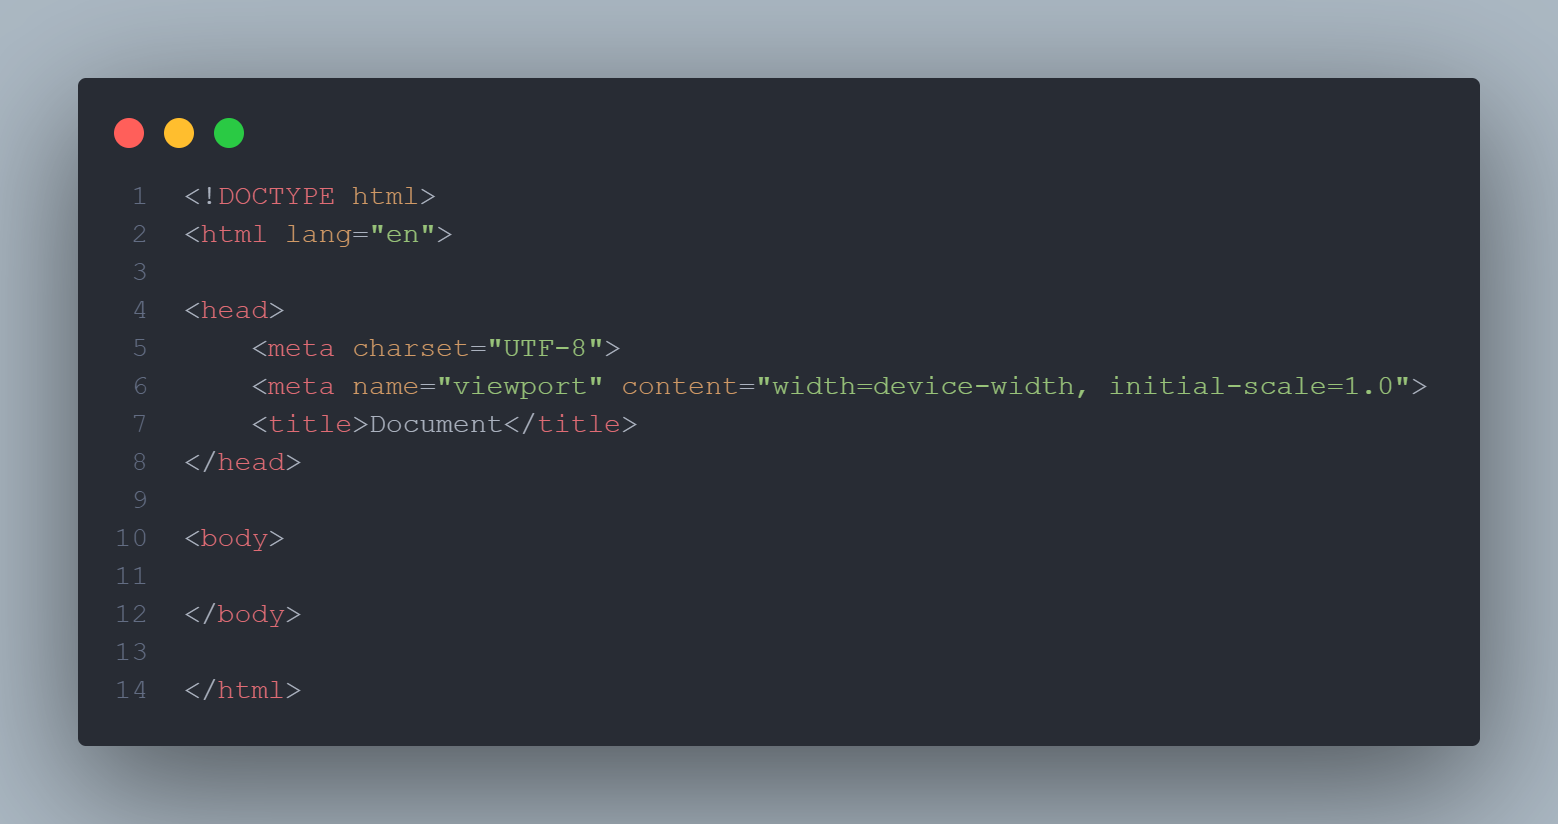 1 <!DOCTYPE html>
2 <html lang="en">
3
4 <head>
5     <meta charset="UTF-8">
6     <meta name="viewport" content="width=device-width, initial-scale=1.0">
7     <title>Document</title>
8 </head>
9
10 <body>
11
12 </body>
13
14 </html>